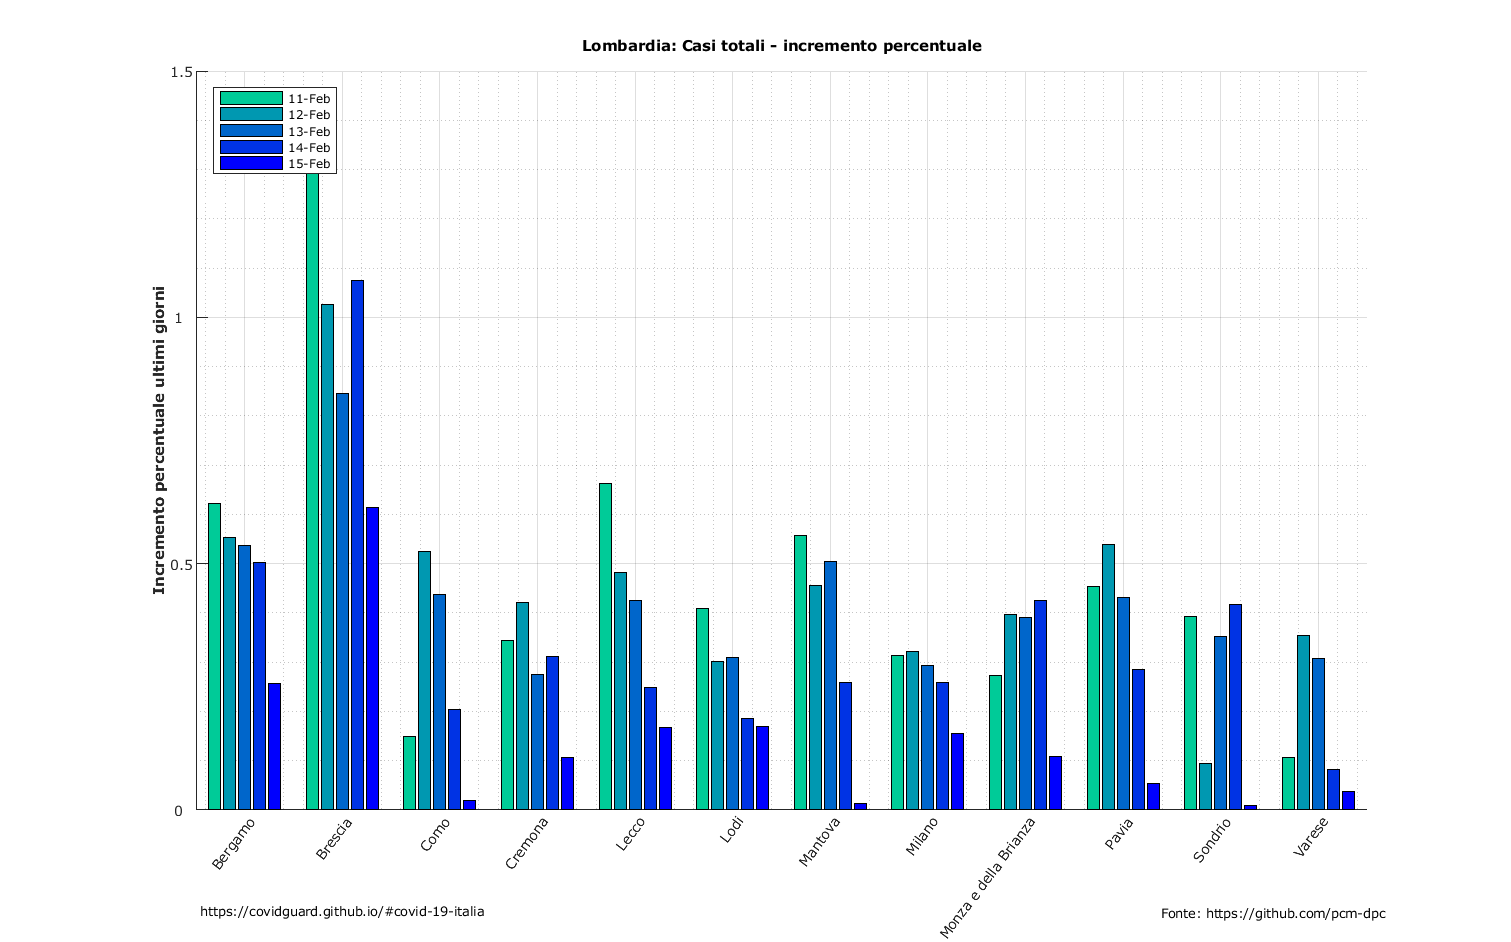 Lombardia: Casi totali - incremento percentuale
Incremento percentuale ultimi giorni
1.5
1
0.5
0
11-Feb
12-Feb
13-Feb
14-Feb
15-Feb
Bergamo
Brescia
Como
Cremona
Lecco
Lodi
Mantova
Milano
Monza e della Brianza
Pavia
Sondrio
Varese
https://covidguard.github.io/#covid-19-italia
Fonte: https://github.com/pcm-dpc